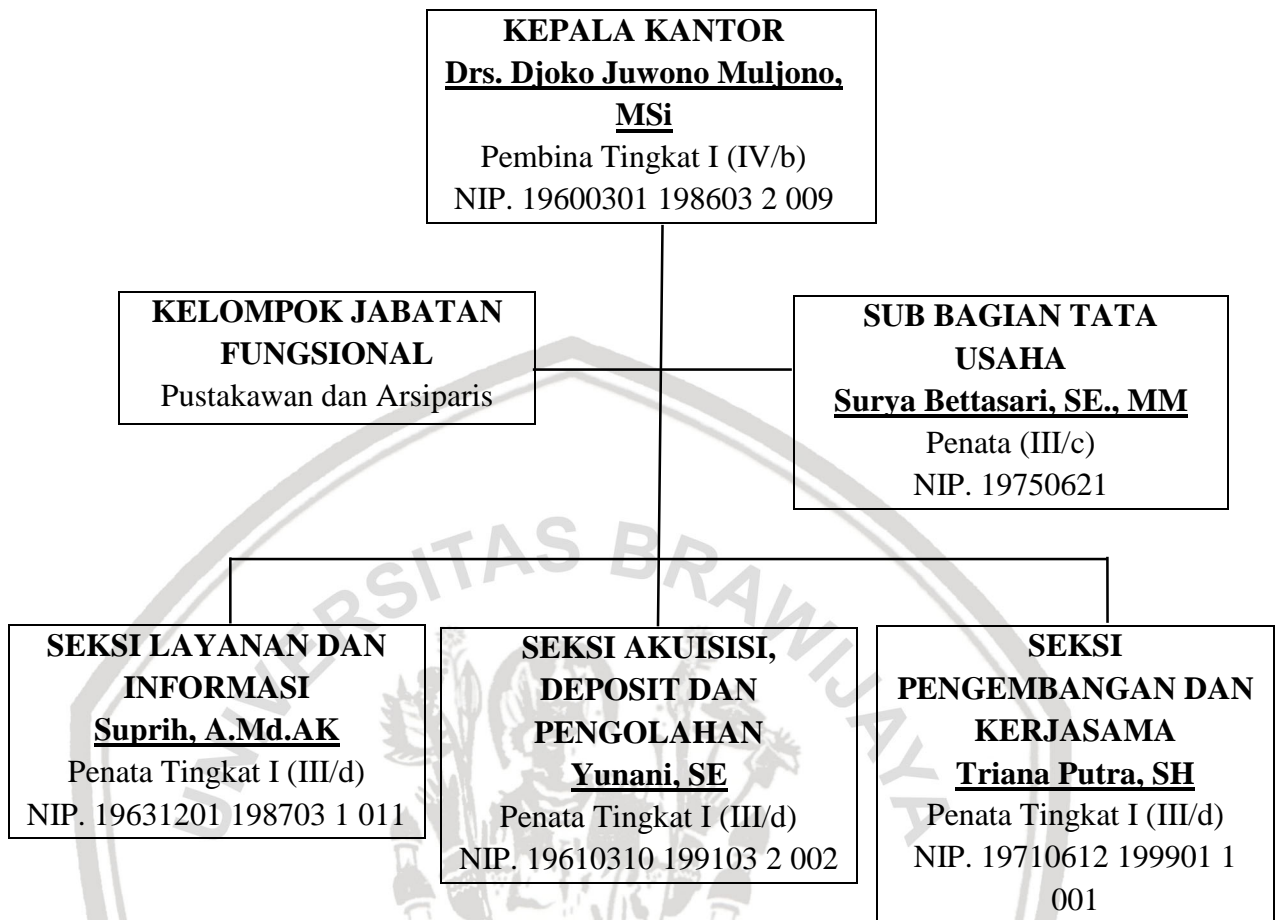 KEPALA KANTOR
Drs. Djoko Juwono Muljono,
MSi
Pembina Tingkat I (IV/b)
NIP. 19600301 198603 2 009
KELOMPOK JABATAN
FUNGSIONAL
Pustakawan dan Arsiparis
SUB BAGIAN TATA
USAHA
Surya Bettasari, SE., MM
Penata (III/c)
NIP. 19750621
UNIVERSITAS BRAWIJAYA
SEKSI LAYANAN DAN
INFORMASI
Suprih, A.Md.AK
Penata Tingkat I (III/d)
NIP. 19631201 198703 1 011
SEKSI AKUISISI,
DEPOSIT DAN
PENGOLAHAN
Yunani, SE
Penata Tingkat I (III/d)
NIP. 19610310 199103 2 002
SEKSI
PENGEMBANGAN DAN
KERJASAMA
Triana Putra, SH
Penata Tingkat I (III/d)
NIP. 19710612 199901 1
001